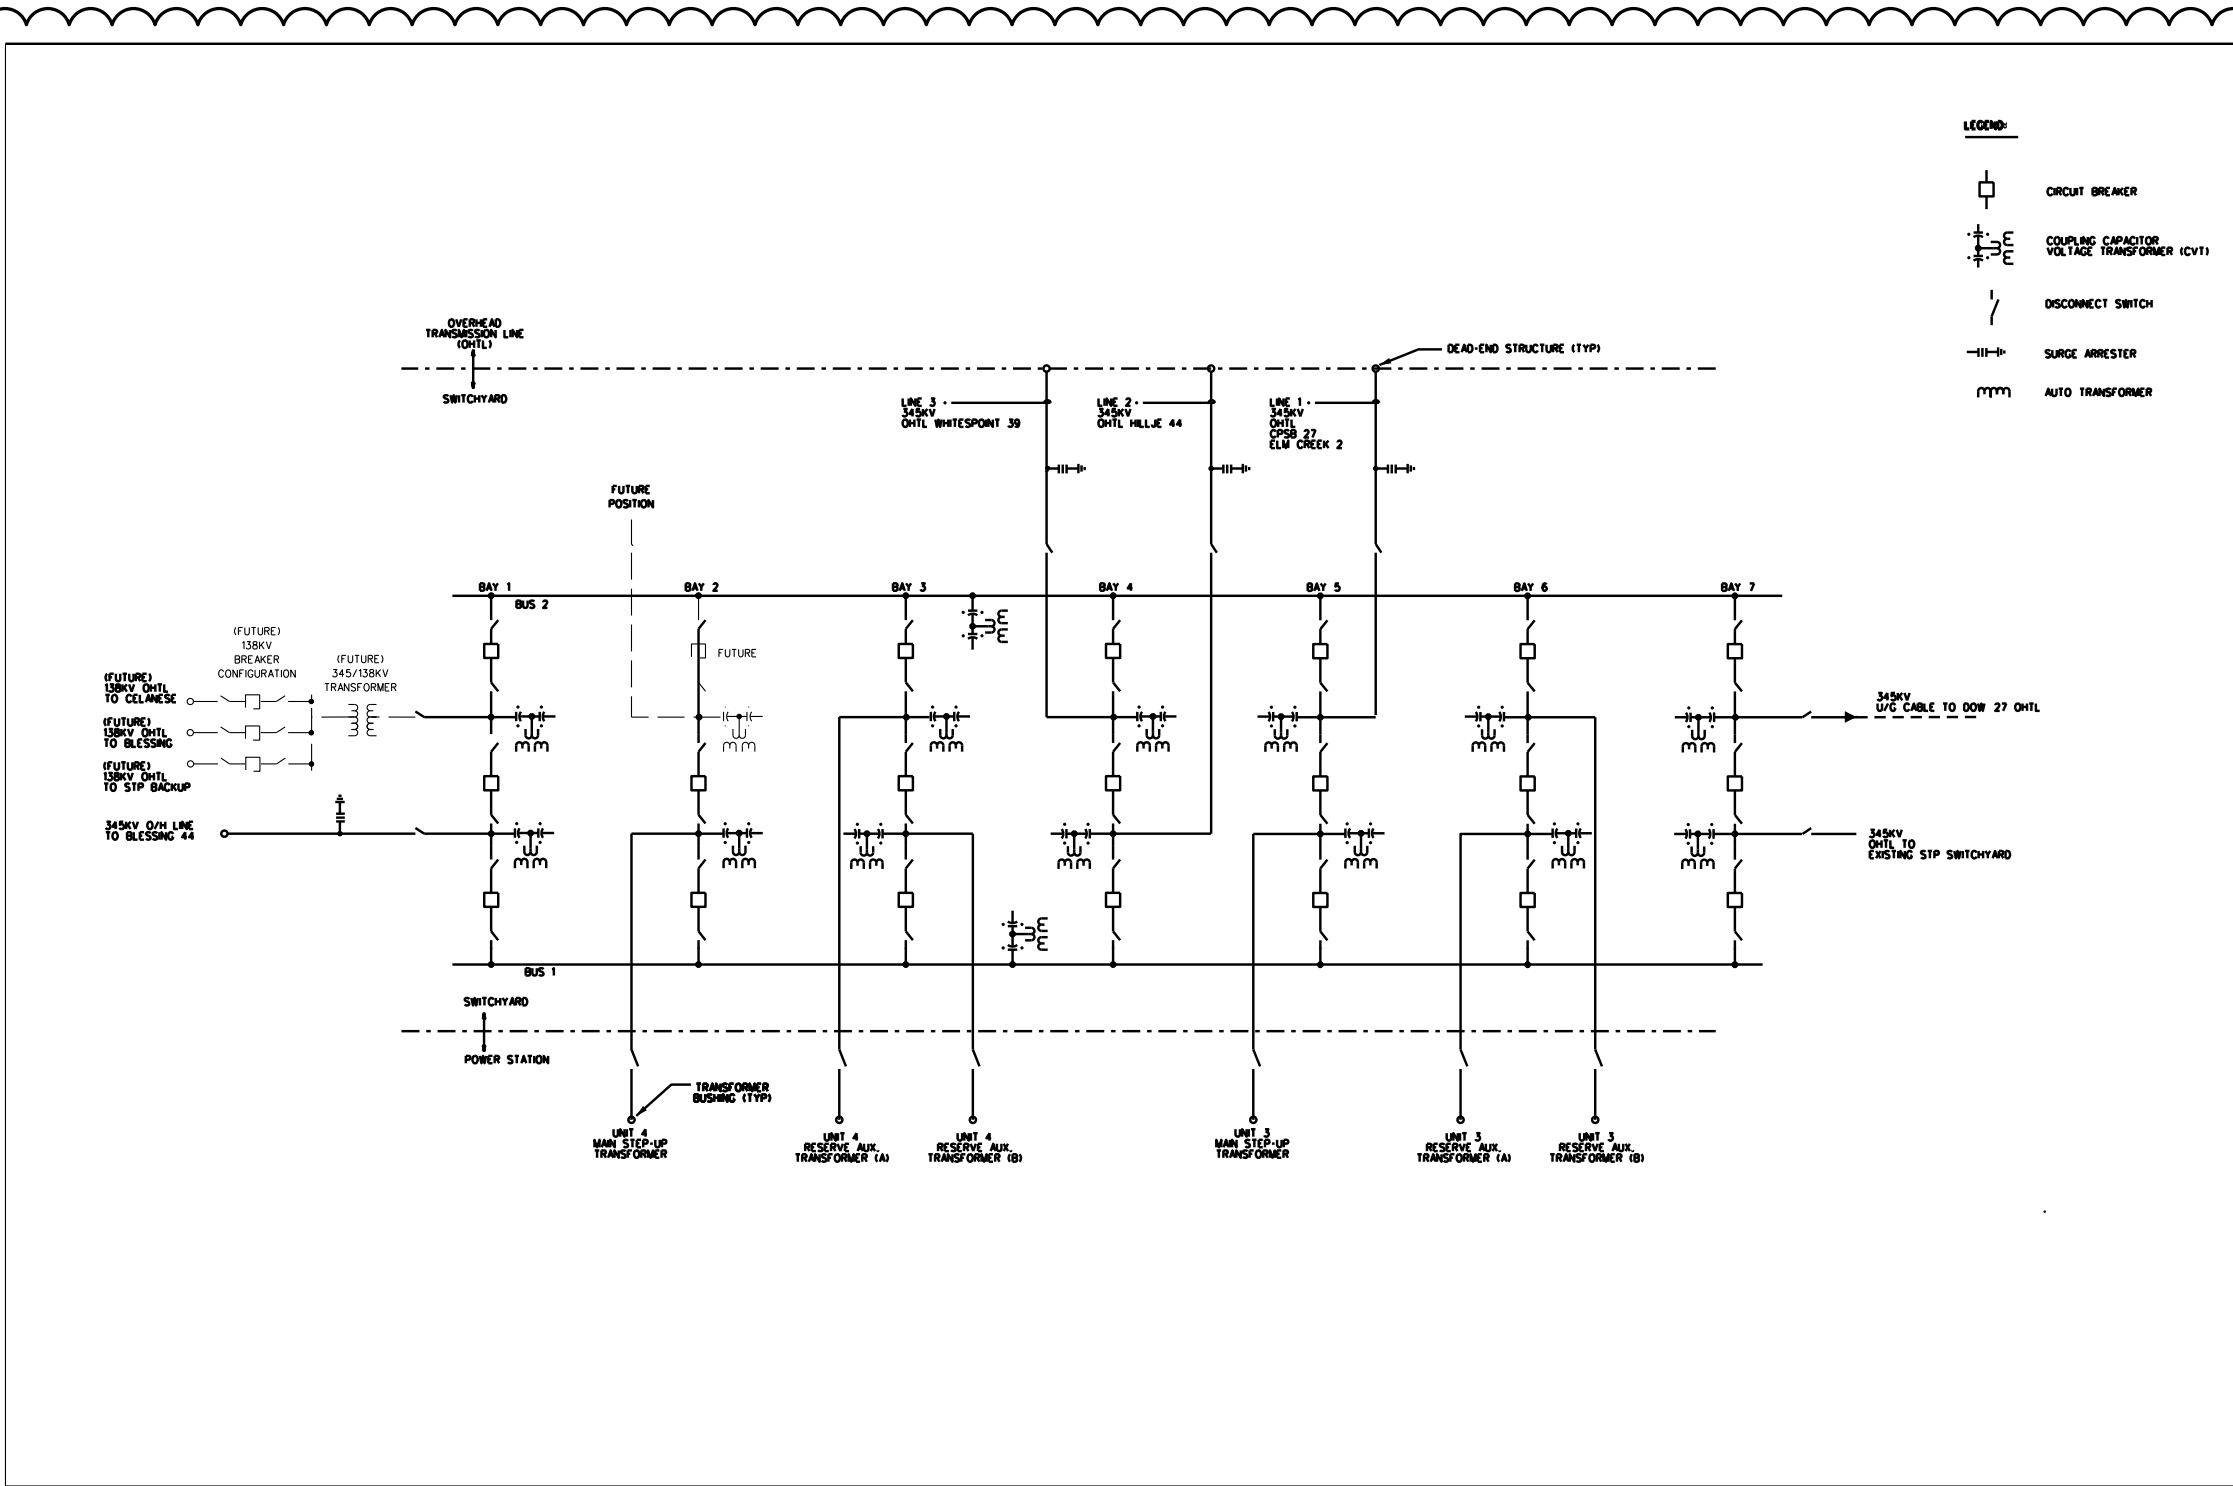 LEGEND:
CIRCUIT BREAKER
COUPLING CAPACITOR
VOLTAGE TRANSFORMER (CVT)
DISCONNECT SWITCH
SURGE ARRESTER
AUTO TRANSFORMER
OVERHEAD
TRANSMISSION LINE
(OHTL)
SWITCHYARD
DEAD-END STRUCTURE (TYP)
LINE 3
345KV
OHTL WHITESPOINT 39
LINE 2
345KV
OHTL HILLJE 44
LINE 1
345KV
OHTL
CPSB 27
ELM CREEK 2
FUTURE
POSITION
BAY 1
BAY 2
BAY 3
BAY 4
BAY 5
BAY 6
BAY 7
BUS 2
(FUTURE)
138KV
BREAKER
CONFIGURATION
(FUTURE)
345/138KV
TRANSFORMER
FUTURE
(FUTURE)
138KV OHTL
TO CELANESE
(FUTURE)
138KV OHTL
TO BLESSING
(FUTURE)
138KV OHTL
TO STP BACKUP
345KV O/H LINE
TO BLESSING 44
345KV
U/G CABLE TO DOW 27 OHTL
345KV
OHTL TO
EXISTING STP SWITCHYARD
BUS 1
SWITCHYARD
POWER STATION
TRANSFORMER
BUSHING (TYP)
UNIT 4
MAIN STEP-UP
TRANSFORMER
UNIT 4
RESERVE AUX.
TRANSFORMER (A)
UNIT 4
RESERVE AUX.
TRANSFORMER (B)
UNIT 3
MAIN STEP-UP
TRANSFORMER
UNIT 3
RESERVE AUX.
TRANSFORMER (A)
UNIT 3
RESERVE AUX.
TRANSFORMER (B)